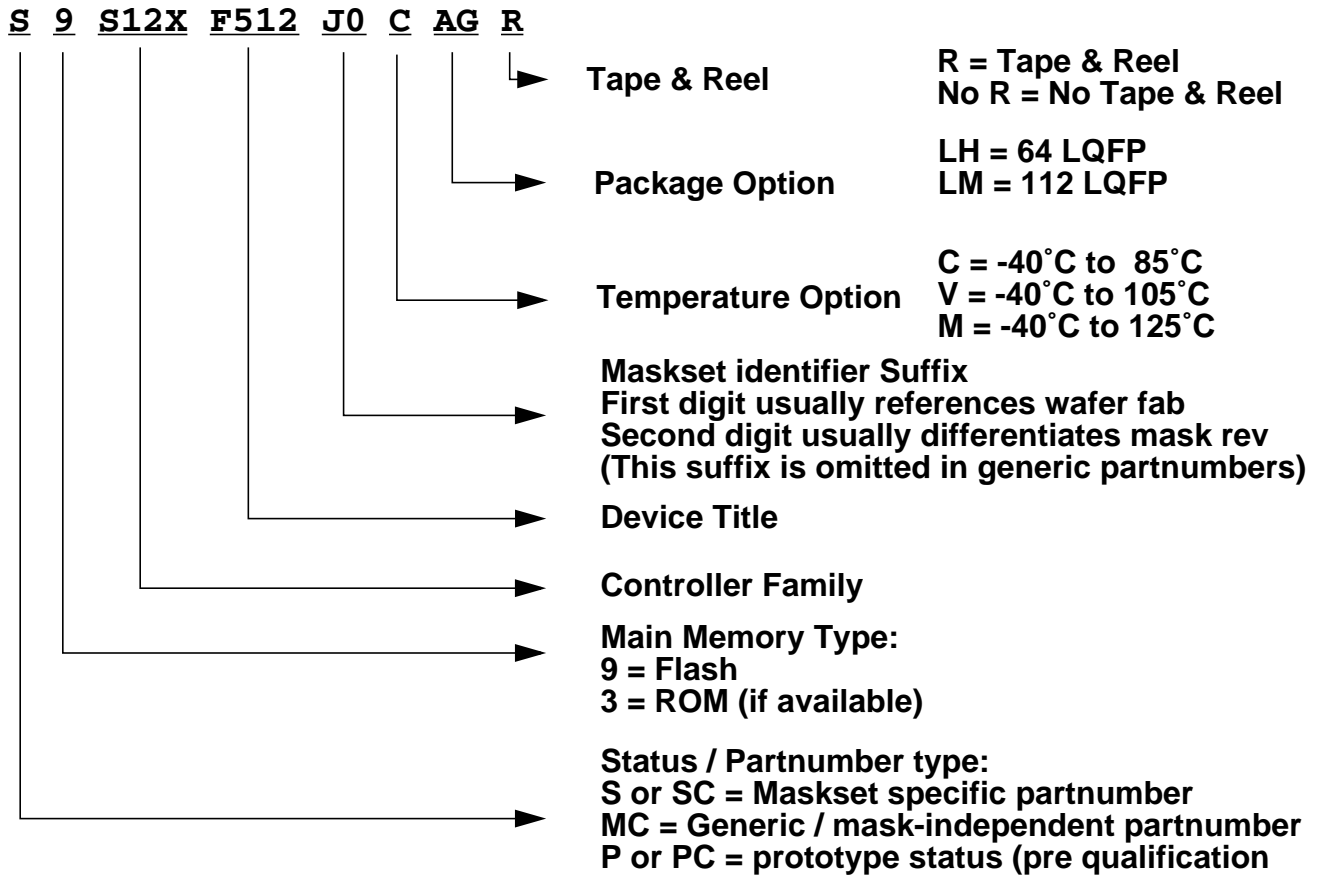 S 9 S12X F512 J0 C AG R
Tape & Reel
R = Tape & Reel
No R = No Tape & Reel
Package Option
LH = 64 LQFP
LM = 112 LQFP
Temperature Option
C = -40˚C to 85˚C
V = -40˚C to 105˚C
M = -40˚C to 125˚C
Maskset identifier Suffix
First digit usually references wafer fab
Second digit usually differentiates mask rev
(This suffix is omitted in generic partnumbers)
Device Title
Controller Family
Main Memory Type:
9 = Flash
3 = ROM (if available)
Status / Partnumber type:
S or SC = Maskset specific partnumber
MC = Generic / mask-independent partnumber
P or PC = prototype status (pre qualification